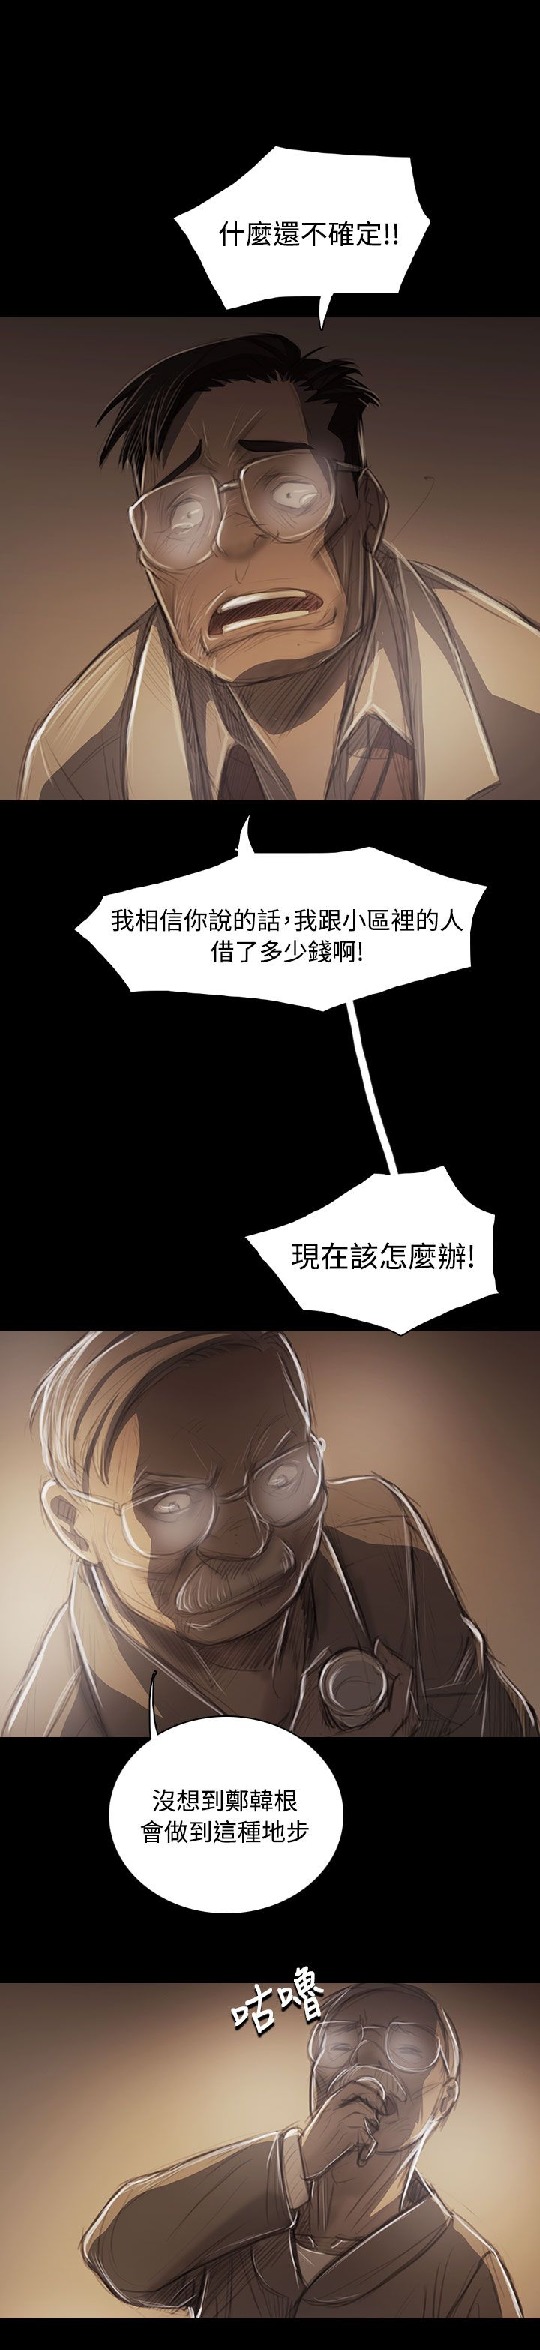 什麼還不確定!!
我相信你說的話，我跟小區裡的人
借了多少錢啊!
現在該怎麼辦!
沒想到鄭韓根
會做到這種地步
咕嚕